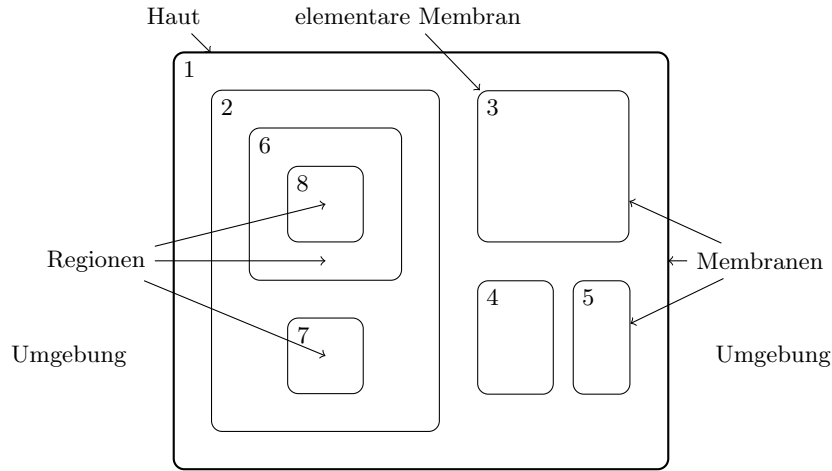 Haut
elementare Membran
1
2
3
6
8
Regionen
Membranen
4
5
7
Umgebung
Umgebung